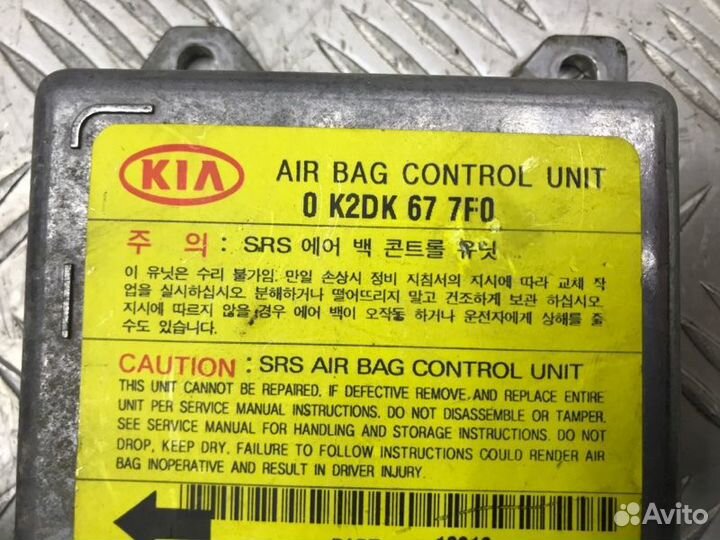 KIA
AIR BAG CONTROL UNIT
0 K2DK 67 7F0
주 의 : SRS 에어 백 콘트롤 유닛
이 유닛은 수리 불가임. 만일 손상시 정비 지침서의 지시에 따라 교체 작
업을 실시하십시오. 분해하거나 떨어뜨리지 말고 건조하게 보관 하십시오.
지시에 따르지 않을 경우 에어 백이 오작동 하거나 운전자에게 상해를 줄
수도 있습니다.
CAUTION : SRS AIR BAG CONTROL UNIT
THIS UNIT CANNOT BE REPAIRED, IF DEFECTIVE REMOVE, AND REPLACE ENTIRE
UNIT PER SERVICE MANUAL INSTRUCTIONS. DO NOT DISASSEMBLE OR TAMPER.
SEE SERVICE MANUAL FOR HANDLING AND STORAGE INSTRUCTIONS. DO NOT
DROP, KEEP DRY. FAILURE TO FOLLOW INSTRUCTIONS COULD RENDER AIR
BAG INOPERATIVE AND RESULT IN DRIVER INJURY.
Avito